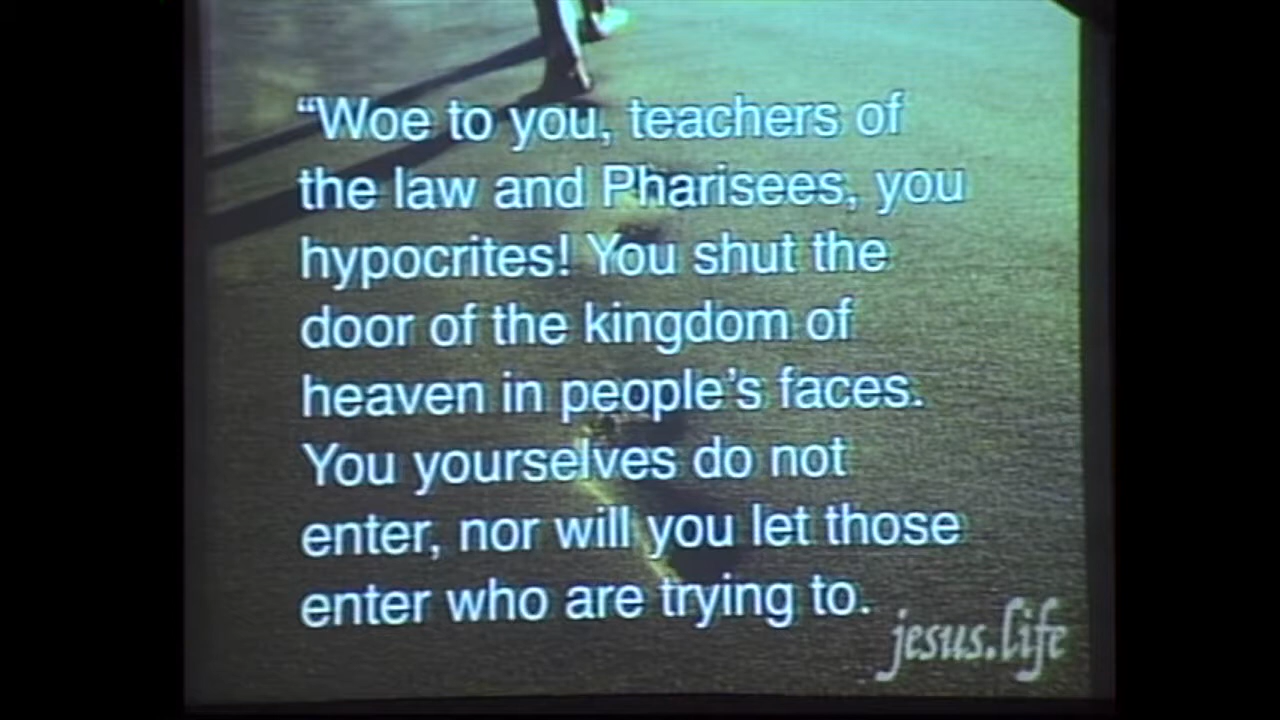 “Woe to you, teachers of
the law and Pharisees, you
hypocrites! You shut the
door of the kingdom of
heaven in people’s faces.
You yourselves do not
enter, nor will you let those
enter who are trying to.
jesus.life